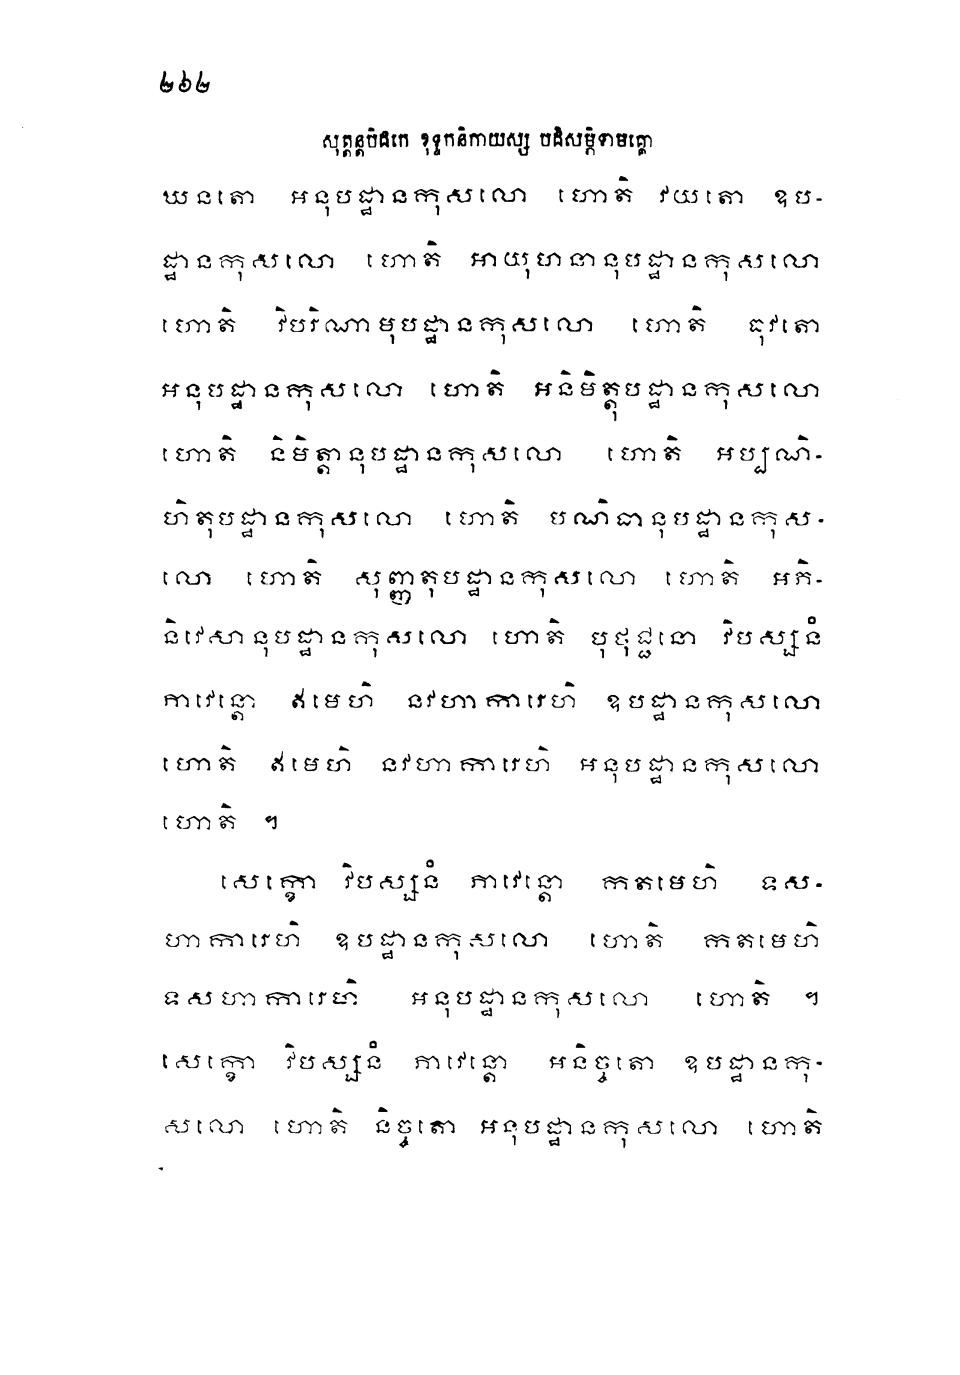 ២៦២
សុត្តន្តបិដកេ ខុទ្ទកនិកាយស្ស បដិសម្ភិទាមគ្គោ
ឃនតោ អនុបដ្ឋានកុសលោ ហោតិ វយតោ ឧប-
ដ្ឋានកុសលោ ហោតិ អាយុហនានុបដ្ឋានកុសលោ
ហោតិ វិបរិណាមុបដ្ឋានកុសលោ ហោតិ ធុវតោ
អនុបដ្ឋានកុសលោ ហោតិ អនិមិត្តុបដ្ឋានកុសលោ
ហោតិ និមិត្តានុបដ្ឋានកុសលោ ហោតិ អប្បណិ-
ហិតុបដ្ឋានកុសលោ ហោតិ បណិធានុបដ្ឋានកុស-
លោ ហោតិ សុញ្ញតុបដ្ឋានកុសលោ ហោតិ អភិ-
និវេសានុបដ្ឋានកុសលោ ហោតិ បុថុជ្ជនោ វិបស្សនំ
ភាវេន្តោ ឥមេហិ នវហាការេហិ ឧបដ្ឋានកុសលោ
ហោតិ ឥមេហិ នវហាការេហិ អនុបដ្ឋានកុសលោ
ហោតិ ។
សេក្ខោ វិបស្សនំ ភាវេន្តោ កតមេហិ ទស-
ហាការេហិ ឧបដ្ឋានកុសលោ ហោតិ កតមេហិ
ទសហាការេហិ អនុបដ្ឋានកុសលោ ហោតិ ។
សេក្ខោ វិបស្សនំ ភាវេន្តោ អនិច្ចតោ ឧបដ្ឋានកុ-
សលោ ហោតិ និច្ចតោ អនុបដ្ឋានកុសលោ ហោតិ